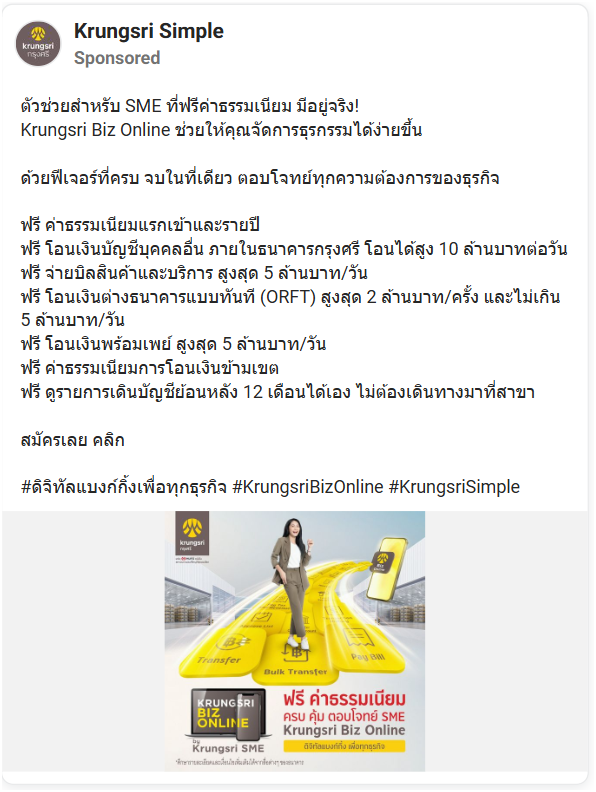 Krungsri Simple
Sponsored
ตัวช่วยสำหรับ SME ที่ฟรีค่าธรรมเนียม มีอยู่จริง!
Krungsri Biz Online ช่วยให้คุณจัดการธุรกรรมได้ง่ายขึ้น
ด้วยฟีเจอร์ที่ครบ จบในที่เดียว ตอบโจทย์ทุกความต้องการของธุรกิจ
ฟรี ค่าธรรมเนียมแรกเข้าและรายปี
ฟรี โอนเงินบัญชีบุคคลอื่น ภายในธนาคารกรุงศรี โอนได้สูง 10 ล้านบาทต่อวัน
ฟรี จ่ายบิลสินค้าและบริการ สูงสุด 5 ล้านบาท/วัน
ฟรี โอนเงินต่างธนาคารแบบทันที (ORFT) สูงสุด 2 ล้านบาท/ครั้ง และไม่เกิน
5 ล้านบาท/วัน
ฟรี โอนเงินพร้อมเพย์ สูงสุด 5 ล้านบาท/วัน
ฟรี ค่าธรรมเนียมการโอนเงินข้ามเขต
ฟรี ดูรายการเดินบัญชีย้อนหลัง 12 เดือนได้เอง ไม่ต้องเดินทางมาที่สาขา
สมัครเลย คลิก
#ดิจิทัลแบงก์กิ้งเพื่อทุกธุรกิจ #KrungsriBizOnline #KrungsriSimple
krungsri
กรุงศรี
Biz
Transfer
Bulk Transfer
Pay Bill
KRUNGSRI
BIZ
ONLINE
by
Krungsri SME
ฟรี ค่าธรรมเนียม
ครบ คุ้ม ตอบโจทย์ SME
Krungsri Biz Online
ดิจิทัลแบงก์กิ้ง เพื่อทุกธุรกิจ